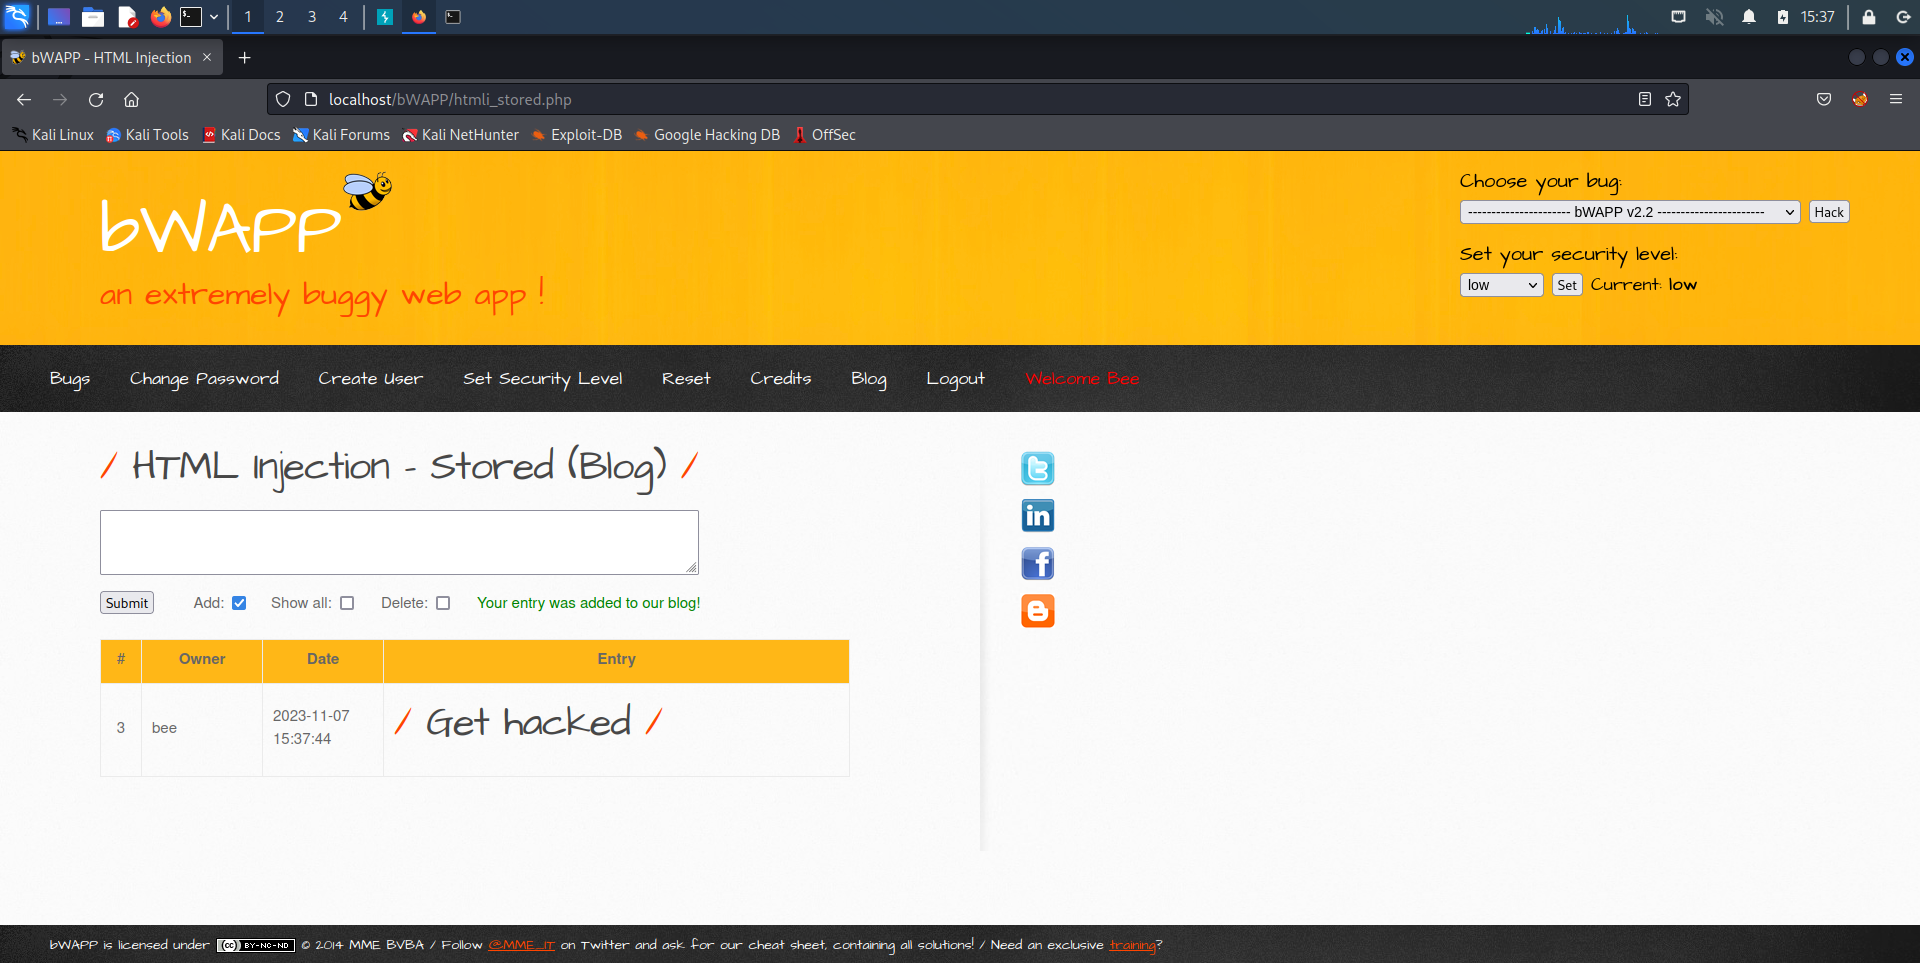 1 2 3 4 15:37
bWAPP - HTML Injection
localhost/bWAPP/htmli_stored.php
Kali Linux Kali Tools Kali Docs Kali Forums Kali NetHunter Exploit-DB Google Hacking DB OffSec
bWAPP
an extremely buggy web app !
Choose your bug:
---------------------- bWAPP v2.2 ----------------------- Hack
Set your security level:
low Set Current: low
Bugs Change Password Create User Set Security Level Reset Credits Blog Logout Welcome Bee
/ HTML Injection - Stored (Blog) /
Submit Add: Show all: Delete: Your entry was added to our blog!
# Owner Date Entry
3 bee 2023-11-07 15:37:44 / Get hacked /
bWAPP is licensed under (cc) BY-NC-ND © 2014 MME BVBA / Follow @MME_IT on Twitter and ask for our cheat sheet, containing all solutions! / Need an exclusive training?